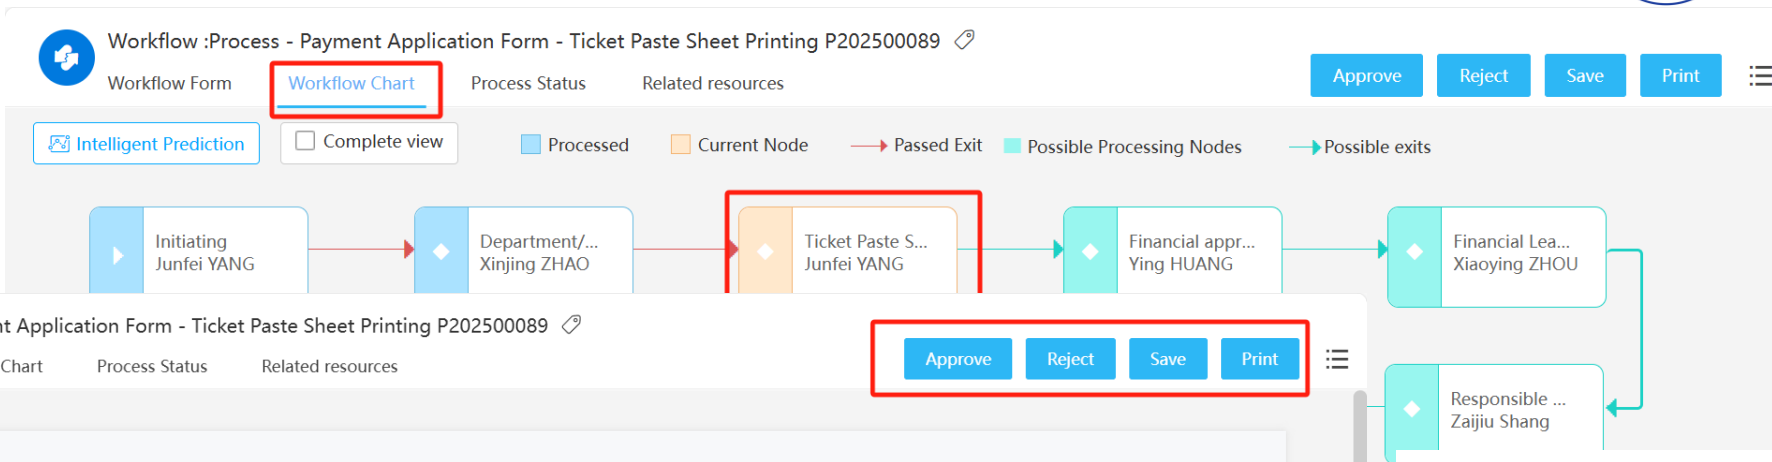 Workflow :Process - Payment Application Form - Ticket Paste Sheet Printing P202500089
Workflow Form Workflow Chart Process Status Related resources
Approve Reject Save Print
Intelligent Prediction Complete view Processed Current Node Passed Exit Possible Processing Nodes Possible exits
Initiating
Junfei YANG
Department/...
Xinjing ZHAO
Ticket Paste S...
Junfei YANG
Financial appr...
Ying HUANG
Financial Lea...
Xiaoying ZHOU
Application Form - Ticket Paste Sheet Printing P202500089
Chart Process Status Related resources
Approve Reject Save Print
Responsible ...
Zaijiu Shang